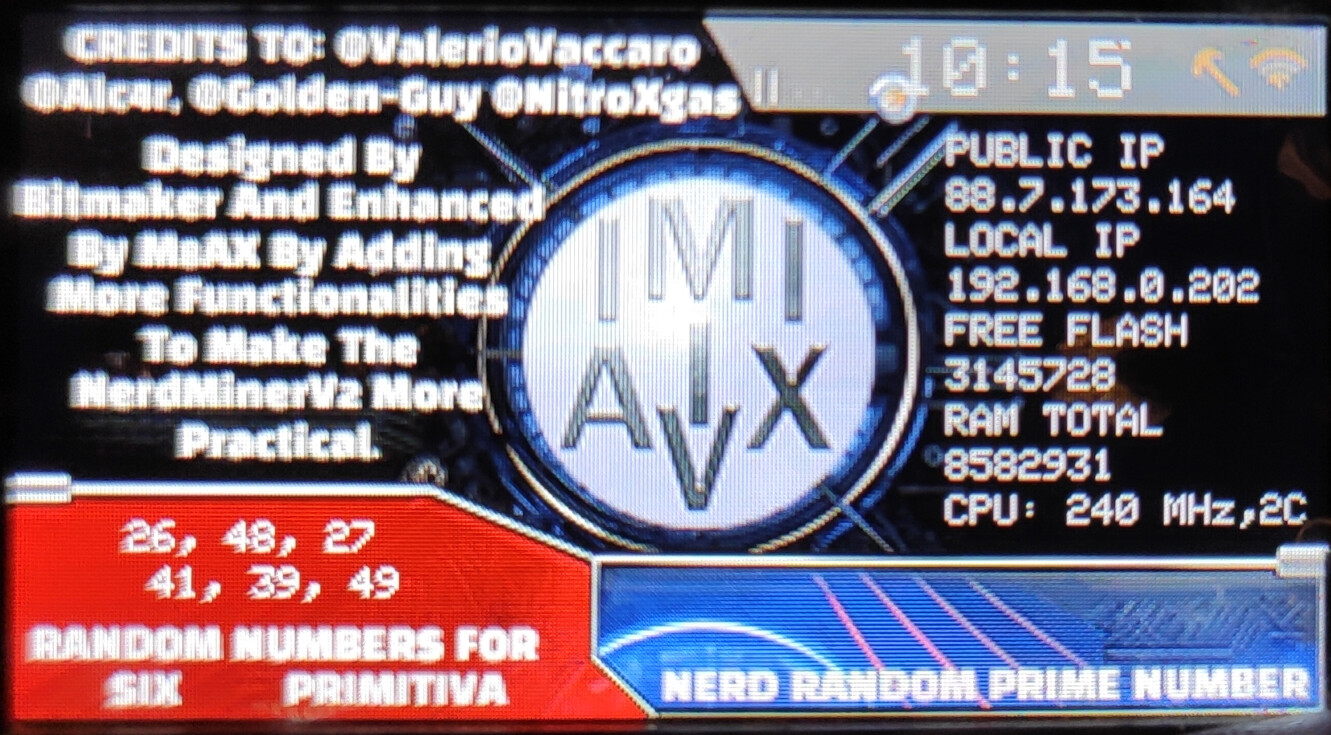 CREDITS TO: @ValerioVaccaro
@Alc4r, @Golden-Guy @NitroXgas
Designed By
Bitmaker And Enhanced
By MaAX By Adding
More Functionalities
To Make The
NerdMinerV2 More
Practical.
10:15
PUBLIC IP
88.7.173.164
LOCAL IP
192.168.0.202
FREE FLASH
3145728
RAM TOTAL
8582931
CPU: 240 MHz,2C
I M I
A I X
V
26, 48, 27
41, 39, 49
RANDOM NUMBERS FOR
SIX PRIMITIVA
NERD RANDOM PRIME NUMBER